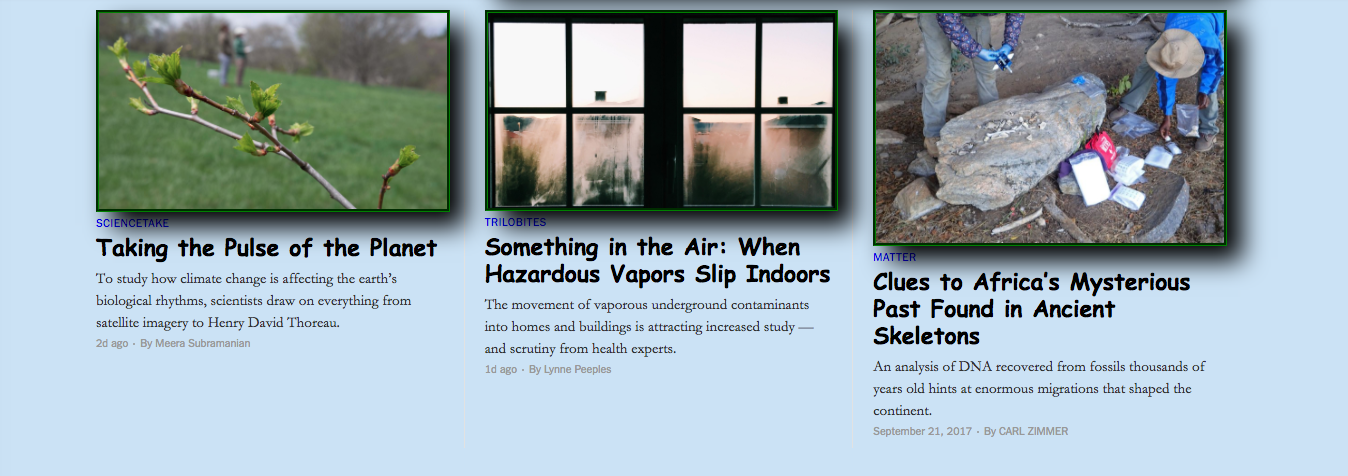 SCIENCETAKE
Taking the Pulse of the Planet
To study how climate change is affecting the earth's
biological rhythms, scientists draw on everything from
satellite imagery to Henry David Thoreau.
2d ago · By Meera Subramanian
TRILOBITES
Something in the Air: When
Hazardous Vapors Slip Indoors
The movement of vaporous underground contaminants
into homes and buildings is attracting increased study —
and scrutiny from health experts.
1d ago · By Lynne Peeples
MATTER
Clues to Africa's Mysterious
Past Found in Ancient
Skeletons
An analysis of DNA recovered from fossils thousands of
years old hints at enormous migrations that shaped the
continent.
September 21, 2017 · By CARL ZIMMER